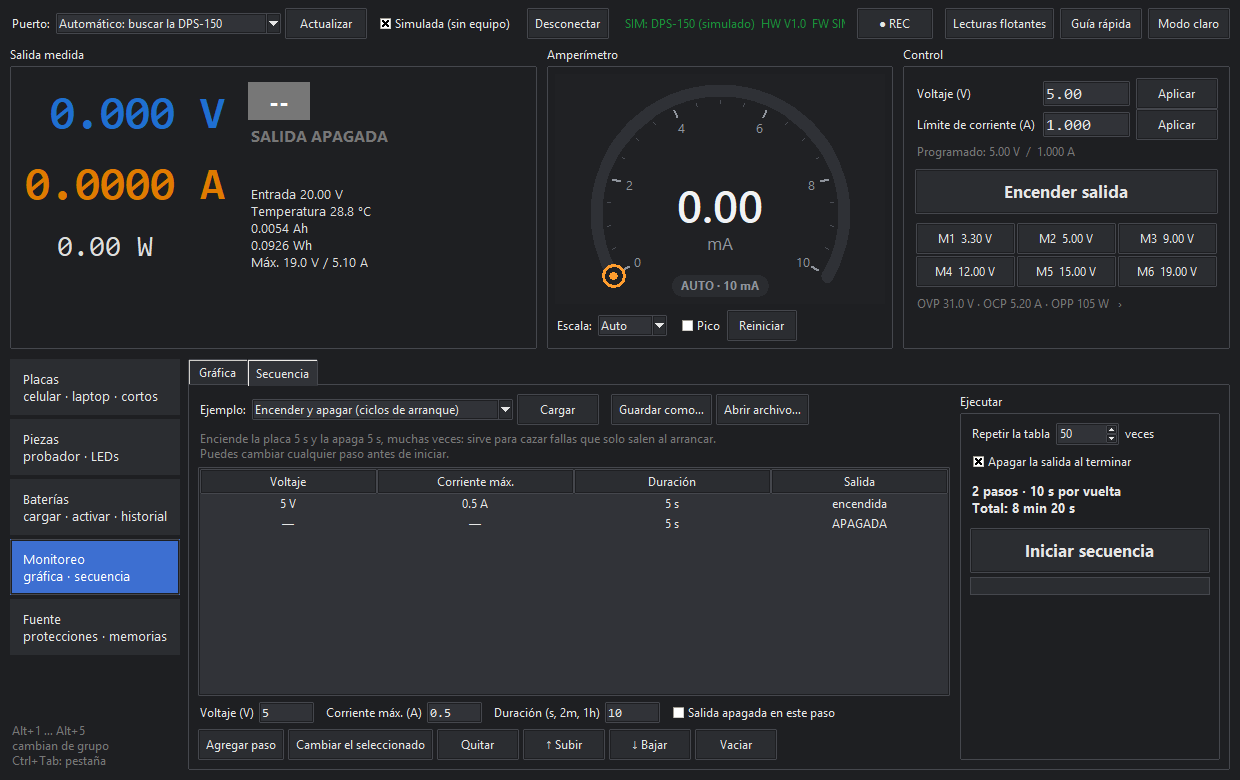 Puerto: Automático: buscar la DPS-150 Actualizar Simulada (sin equipo) Desconectar SIM: DPS-150 (simulado) HW V1.0 FW SIM ● REC Lecturas flotantes Guía rápida Modo claro
Salida medida
0.000 V
--
SALIDA APAGADA
0.0000 A
0.00 W
Entrada 20.00 V
Temperatura 28.8 °C
0.0054 Ah
0.0926 Wh
Máx. 19.0 V / 5.10 A
Amperímetro
0 2 4 6 8 10
0.00
mA
AUTO · 10 mA
Escala: Auto Pico Reiniciar
Control
Voltaje (V) 5.00 Aplicar
Límite de corriente (A) 1.000 Aplicar
Programado: 5.00 V / 1.000 A
Encender salida
M1 3.30 V M2 5.00 V M3 9.00 V
M4 12.00 V M5 15.00 V M6 19.00 V
OVP 31.0 V · OCP 5.20 A · OPP 105 W ›
Placas
celular · laptop · cortos
Piezas
probador · LEDs
Baterías
cargar · activar · historial
Monitoreo
gráfica · secuencia
Fuente
protecciones · memorias
Alt+1 ... Alt+5
cambian de grupo
Ctrl+Tab: pestaña
Gráfica Secuencia
Ejemplo: Encender y apagar (ciclos de arranque) Cargar Guardar como... Abrir archivo...
Enciende la placa 5 s y la apaga 5 s, muchas veces: sirve para cazar fallas que solo salen al arrancar.
Puedes cambiar cualquier paso antes de iniciar.
Voltaje Corriente máx. Duración Salida
5 V 0.5 A 5 s encendida
— — 5 s APAGADA
Voltaje (V) 5 Corriente máx. (A) 0.5 Duración (s, 2m, 1h) 10 Salida apagada en este paso
Agregar paso Cambiar el seleccionado Quitar ↑ Subir ↓ Bajar Vaciar
Ejecutar
Repetir la tabla 50 veces
Apagar la salida al terminar
2 pasos · 10 s por vuelta
Total: 8 min 20 s
Iniciar secuencia